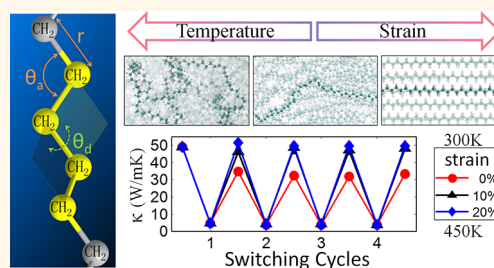 CH₂
r
θa
CH₂
CH₂
θd
CH₂
CH₂
CH₂
Temperature
Strain
κ (W/mK)
50
40
30
20
10
0
1
2
3
4
Switching Cycles
300K
strain
0%
10%
20%
450K